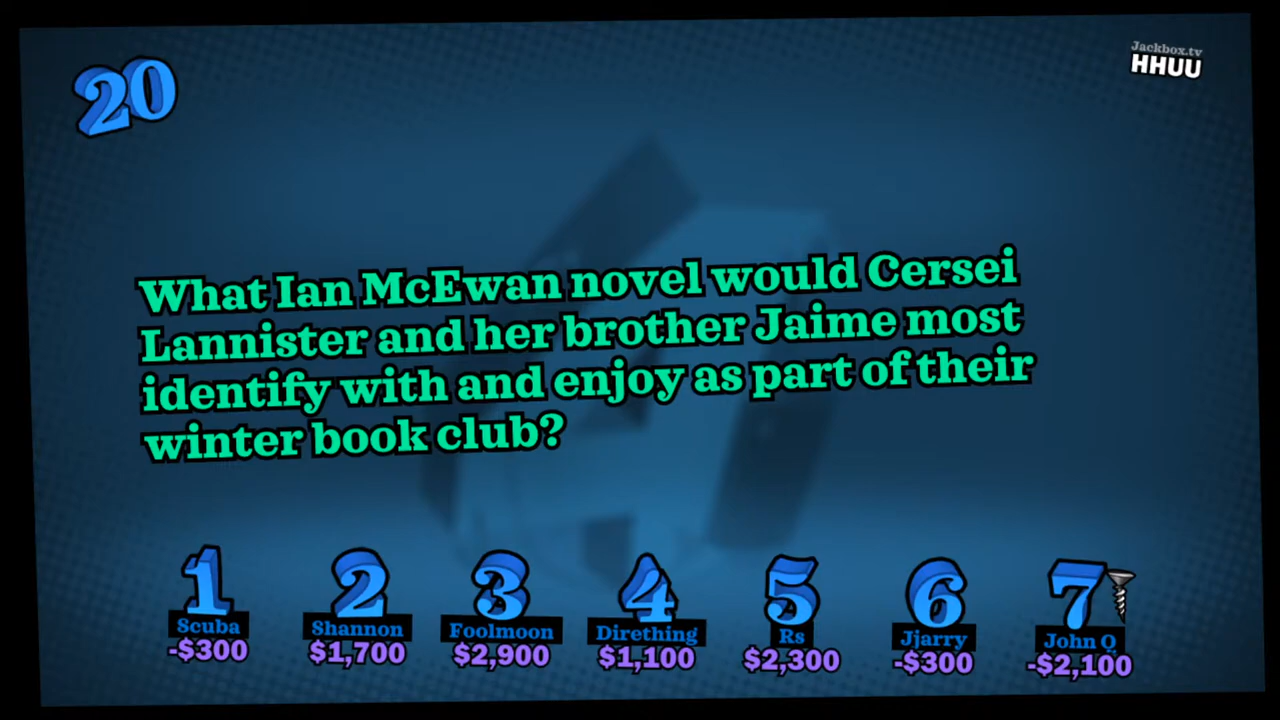 20
Jackbox.tv
HHUU
What Ian McEwan novel would Cersei
Lannister and her brother Jaime most
identify with and enjoy as part of their
winter book club?
1 2 3 4 5 6 7
Scuba Shannon Foolmoon Dirething Rs Jjarry John Q
-$300 $1,700 $2,900 $1,100 $2,300 -$300 -$2,100